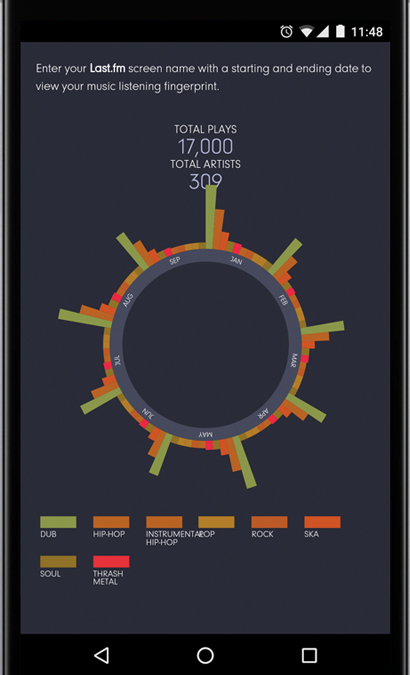 11:48
Enter your Last.fm screen name with a starting and ending date to
view your music listening fingerprint.
TOTAL PLAYS
17,000
TOTAL ARTISTS
309
JAN
FEB
MAR
APR
MAY
JUN
JUL
AUG
SEP
DUB
HIP-HOP
INSTRUMENTAL
HIP-HOP
POP
ROCK
SKA
SOUL
THRASH
METAL